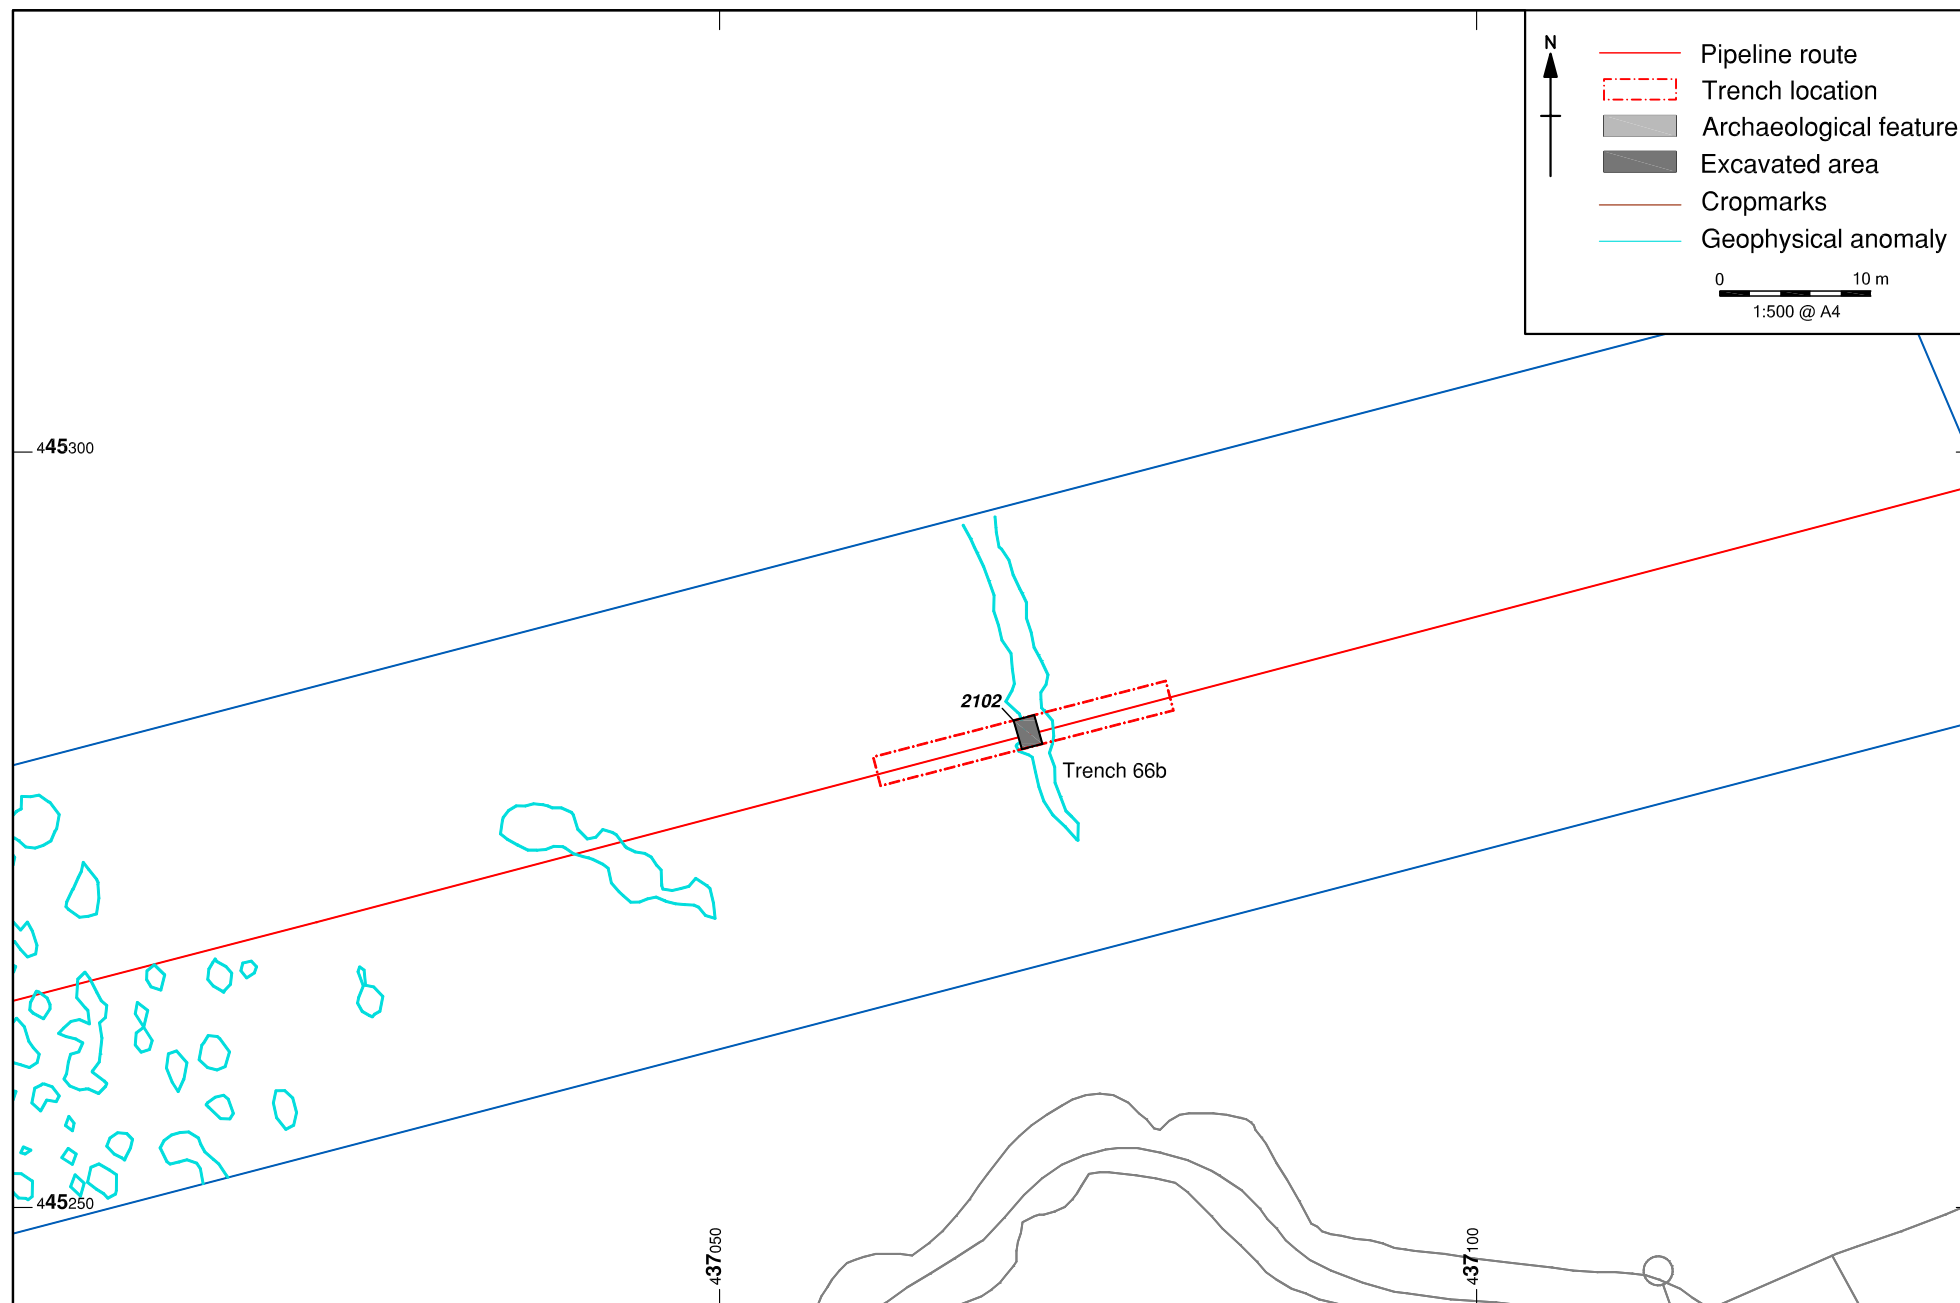 N
Pipeline route
Trench location
Archaeological feature
Excavated area
Cropmarks
Geophysical anomaly
0 10 m
1:500 @ A4
445300
2102
Trench 66b
445250
437050
437100